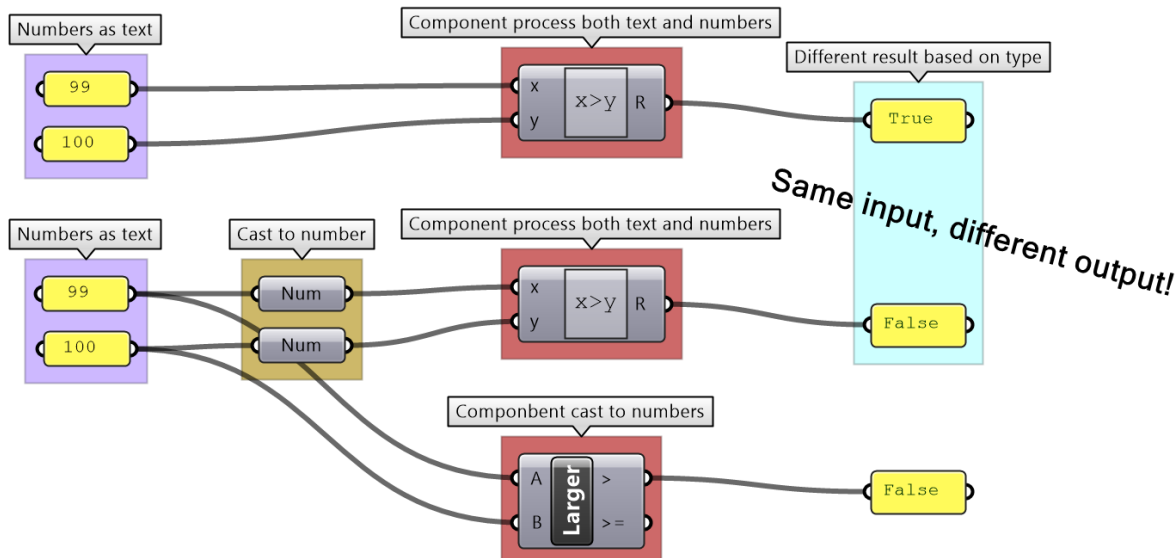 Numbers as text
Component process both text and numbers
Different result based on type
99
100
x
y
x>y
R
True
Same input, different output!
Numbers as text
Cast to number
Component process both text and numbers
99
100
Num
Num
x
y
x>y
R
False
Componbent cast to numbers
A
B
Larger
>
>=
False